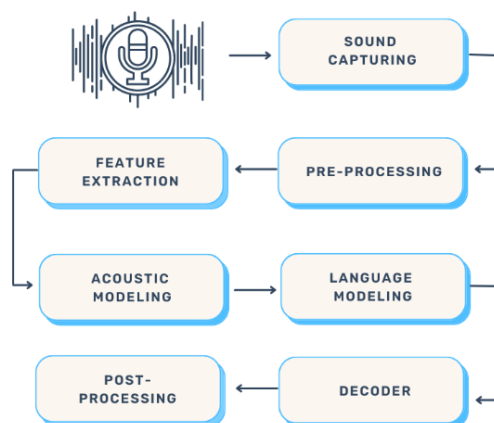 SOUND
CAPTURING
FEATURE
EXTRACTION
PRE-PROCESSING
ACOUSTIC
MODELING
LANGUAGE
MODELING
POST-
PROCESSING
DECODER